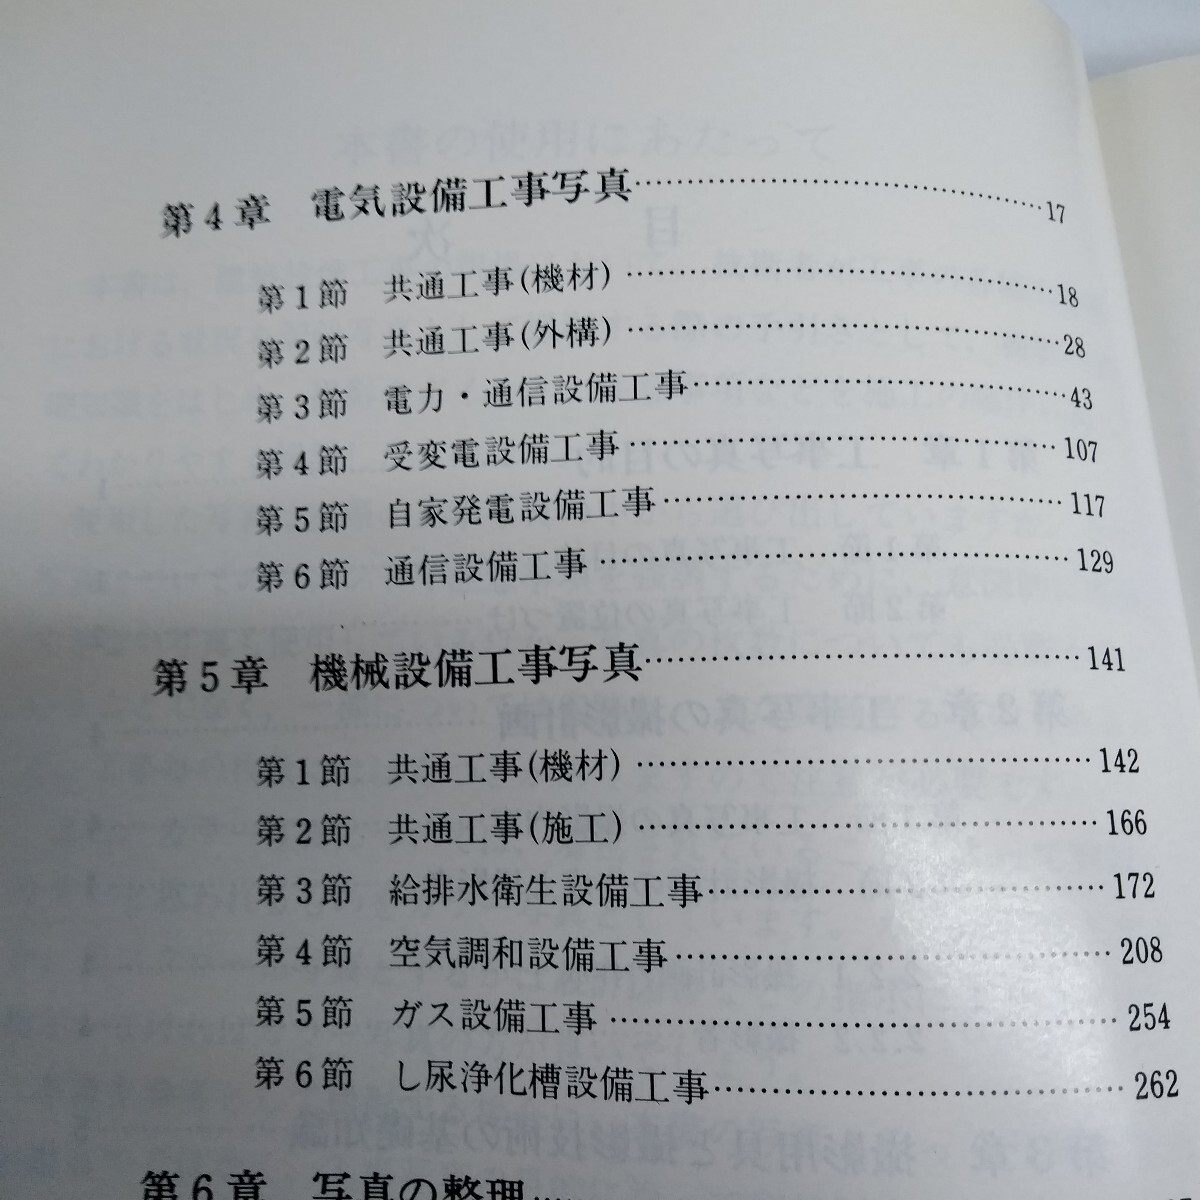 第4章　電気設備工事写真……………………………………17
第1節　共通工事(機材)……………………………………18
第2節　共通工事(外構)……………………………………28
第3節　電力・通信設備工事……………………………………43
第4節　受変電設備工事……………………………………107
第5節　自家発電設備工事……………………………………117
第6節　通信設備工事……………………………………129
第5章　機械設備工事写真……………………………………141
第1節　共通工事(機材)……………………………………142
第2節　共通工事(施工)……………………………………166
第3節　給排水衛生設備工事……………………………………172
第4節　空気調和設備工事……………………………………208
第5節　ガス設備工事……………………………………254
第6節　し尿浄化槽設備工事……………………………………262
第6章　写真の整理